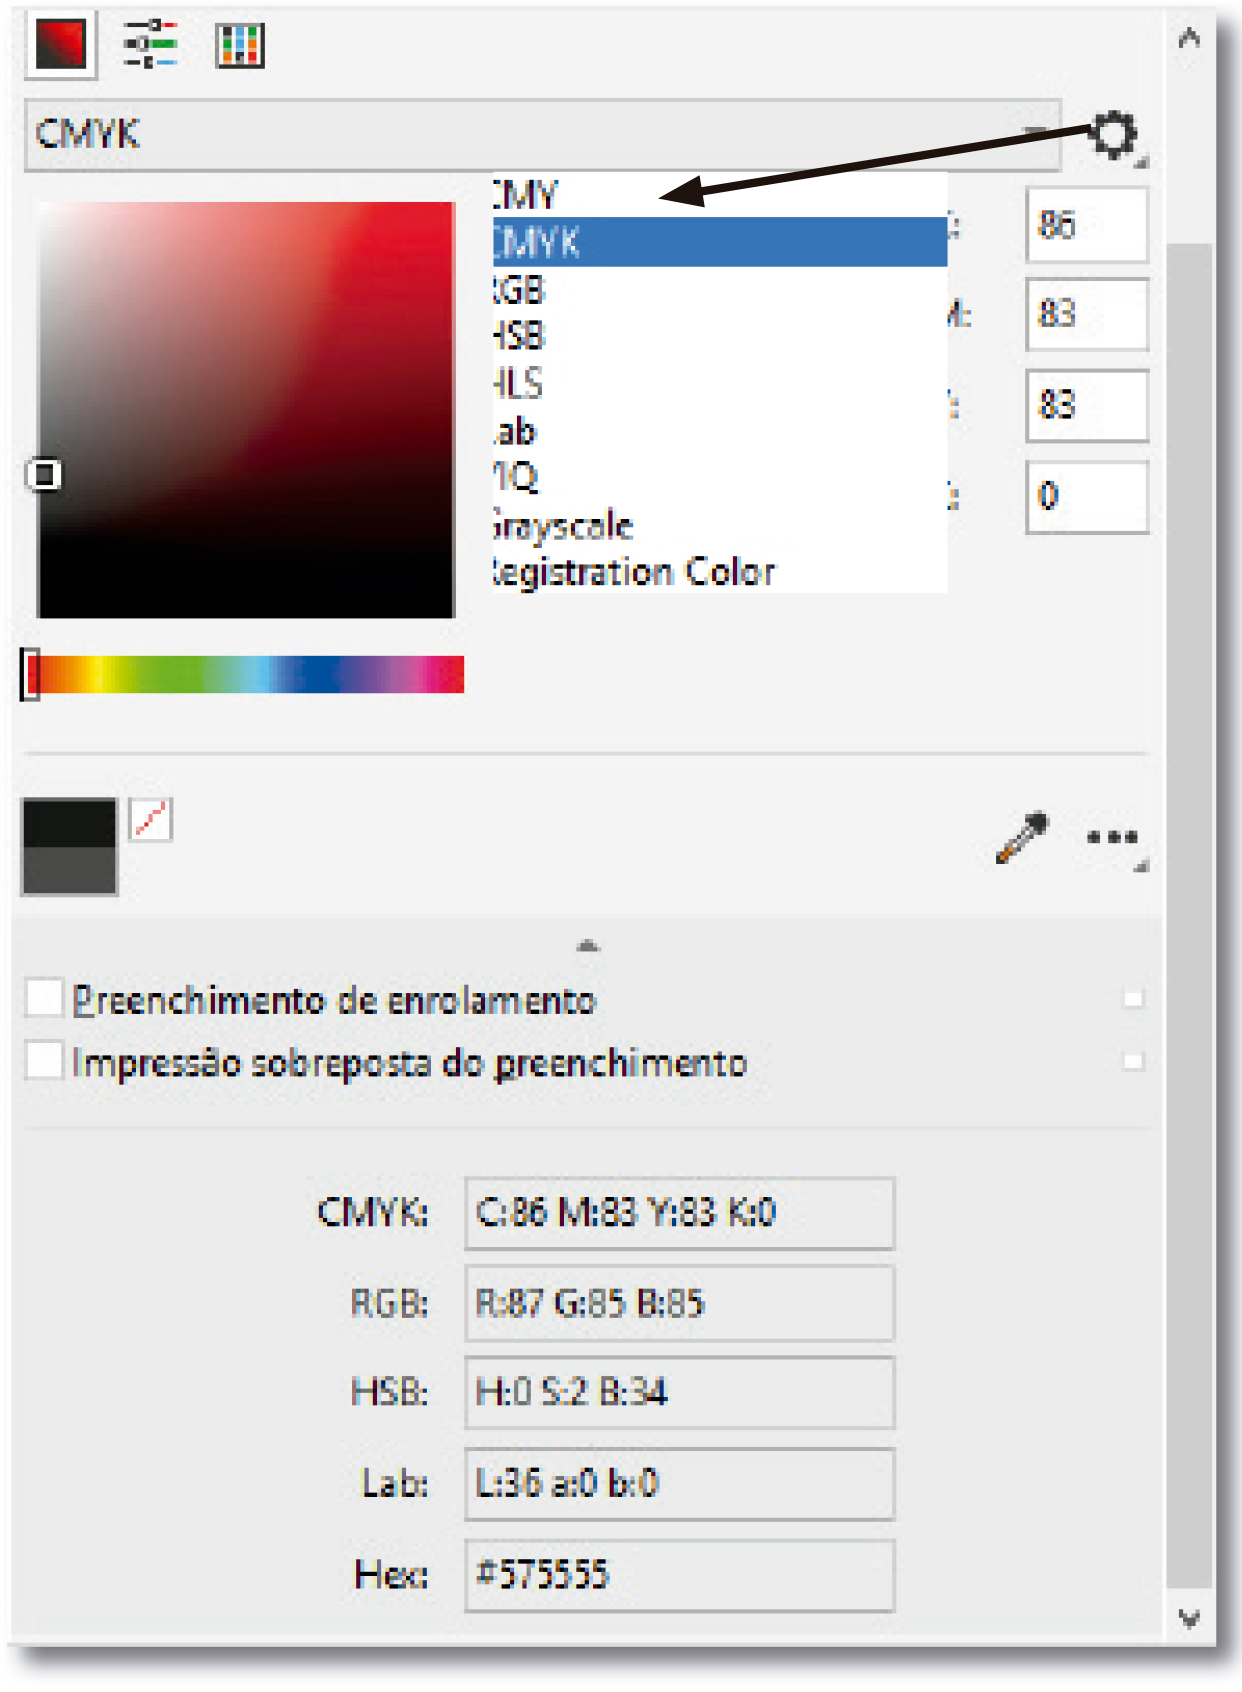 CMYK
CMY
CMYK
RGB
HSB
HLS
Lab
YIQ
Grayscale
Registration Color
86
M: 83
83
0
Preenchimento de enrolamento
Impressão sobreposta do preenchimento
CMYK: C:86 M:83 Y:83 K:0
RGB: R:87 G:85 B:85
HSB: H:0 S:2 B:34
Lab: L:36 a:0 b:0
Hex: #575555